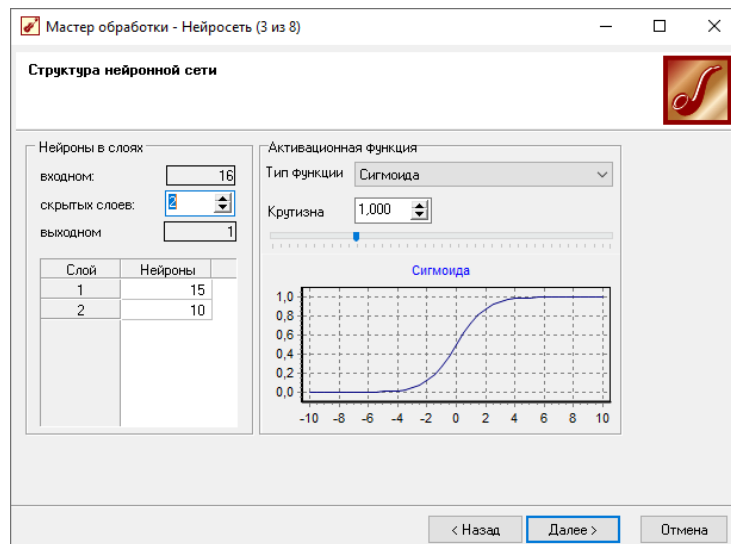 Мастер обработки - Нейросеть (3 из 8)
Структура нейронной сети
Нейроны в слоях
входном: 16
скрытых слоев: 2
выходном 1
Слой Нейроны
1 15
2 10
Активационная функция
Тип функции Сигмоида
Крутизна 1,000
Сигмоида
1,0
0,8
0,6
0,4
0,2
0,0
-10 -8 -6 -4 -2 0 2 4 6 8 10
< Назад Далее > Отмена